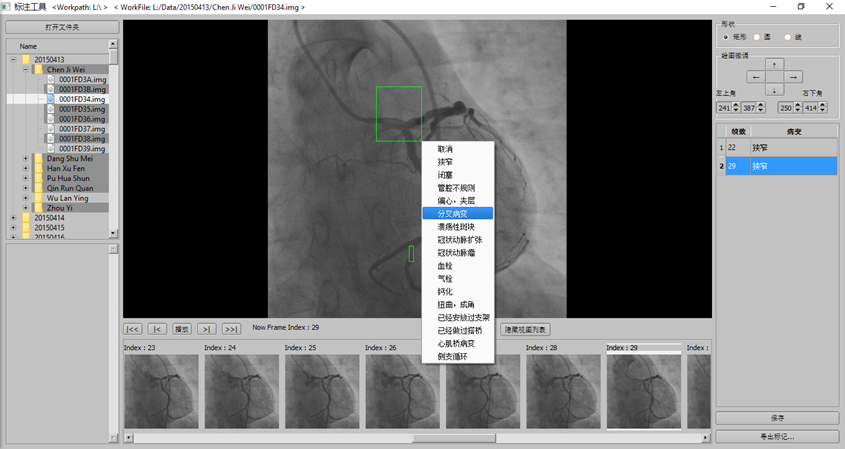 标注工具 <Workpath: L:\ > < WorkFile: L:/Data/20150413/Chen Ji Wei/0001FD34.img >
打开文件夹
Name
20150413
Chen Ji Wei
0001FD3A.img
0001FD3B.img
0001FD34.img
0001FD35.img
0001FD36.img
0001FD37.img
0001FD38.img
0001FD39.img
Dang Shu Mei
Han Xu Fen
Pu Hua Shun
Qin Run Quan
Wu Lan Ying
Zhou Yi
20150414
20150415
20150416
取消
狭窄
闭塞
管腔不规则
偏心，夹层
分叉病变
溃疡性斑块
冠状动脉扩张
冠状动脉瘤
血栓
气栓
钙化
扭曲，成角
已经安放过支架
已经做过搭桥
心肌桥病变
侧支循环
|<< |< 播放 >| >>| Now Frame Index : 29 隐藏视图列表
Index : 23 Index : 24 Index : 25 Index : 26 Index : 28 Index : 29
形状
矩形 圆 线
绘图微调
↑
← →
↓
左上角 右下角
241 387 250 414
帧数 病变
1 22 狭窄
2 29 狭窄
保存
导出标记...